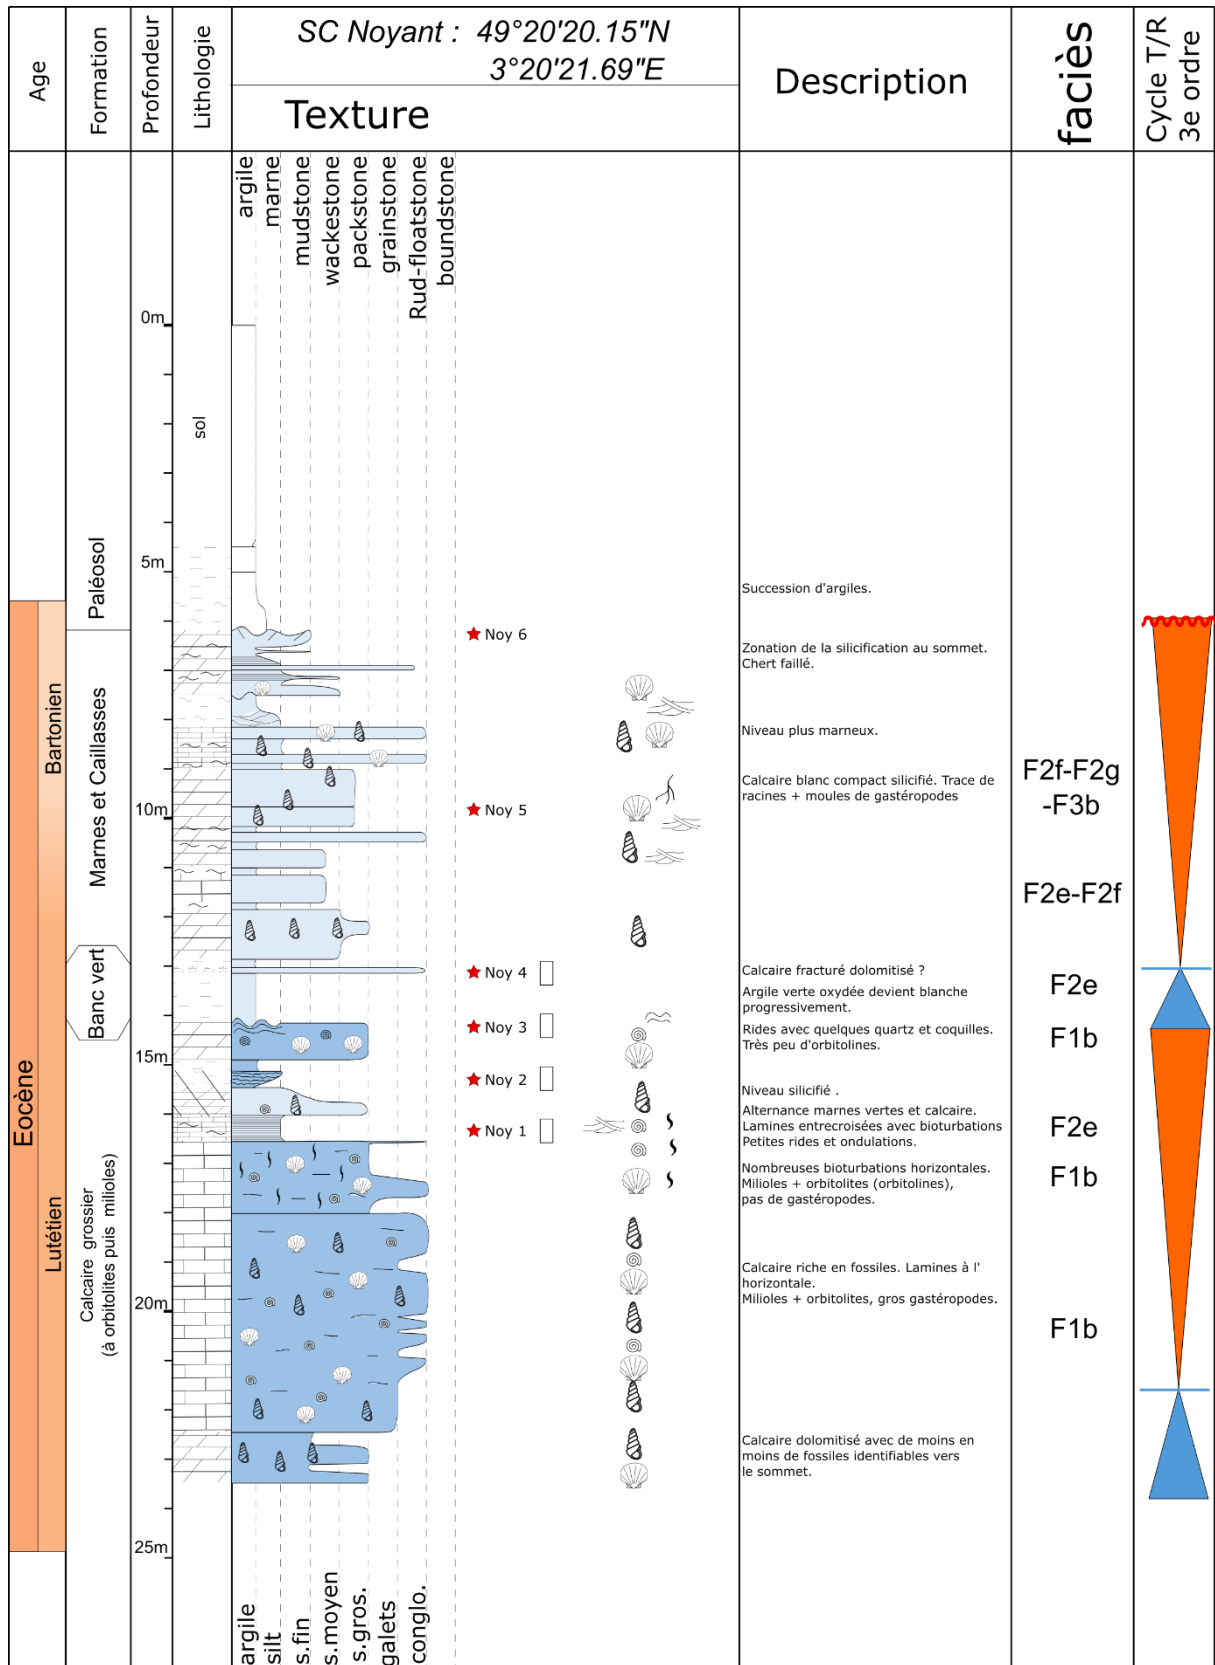 Age
Formation
Profondeur
Lithologie
SC Noyant : 49°20'20.15"N
3°20'21.69"E
Texture
Description
faciès
Cycle T/R
3e ordre
argile
marne
mudstone
wackestone
packstone
grainstone
Rud-floatstone
boundstone
0m
sol
5m
10m
15m
20m
25m
Eocène
Bartonien
Lutétien
Paléosol
Marnes et Caillasses
Banc vert
Calcaire grossier
(à orbitolites puis milioles)
Noy 6
Noy 5
Noy 4
Noy 3
Noy 2
Noy 1
Succession d'argiles.
Zonation de la silicification au sommet.
Chert faillé.
Niveau plus marneux.
Calcaire blanc compact silicifié. Trace de
racines + moules de gastéropodes
Calcaire fracturé dolomitisé ?
Argile verte oxydée devient blanche
progressivement.
Rides avec quelques quartz et coquilles.
Très peu d'orbitolines.
Niveau silicifié .
Alternance marnes vertes et calcaire.
Lamines entrecroisées avec bioturbations
Petites rides et ondulations.
Nombreuses bioturbations horizontales.
Milioles + orbitolites (orbitolines),
pas de gastéropodes.
Calcaire riche en fossiles. Lamines à l'
horizontale.
Milioles + orbitolites, gros gastéropodes.
Calcaire dolomitisé avec de moins en
moins de fossiles identifiables vers
le sommet.
F2f-F2g
-F3b
F2e-F2f
F2e
F1b
F2e
F1b
F1b
argile
silt
s.fin
s.moyen
s.gros.
galets
conglo.